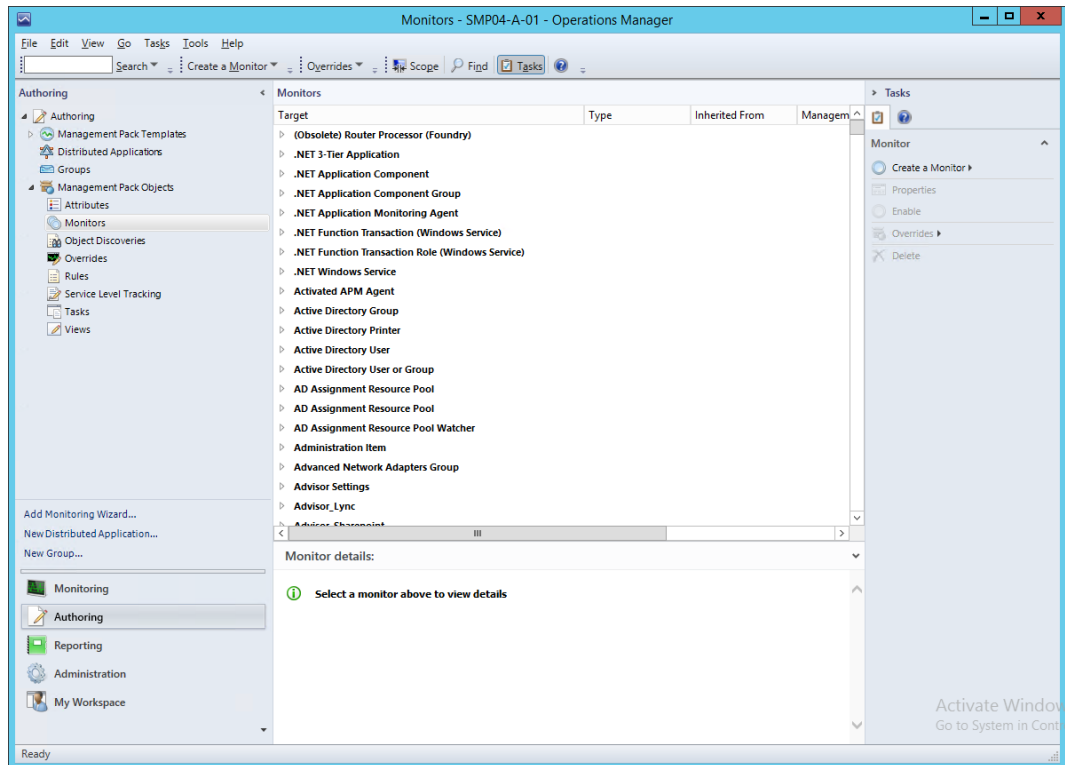 Monitors - SMP04-A-01 - Operations Manager
File Edit View Go Tasks Tools Help
Search Create a Monitor Overrides Scope Find Tasks
Authoring
Authoring
Management Pack Templates
Distributed Applications
Groups
Management Pack Objects
Attributes
Monitors
Object Discoveries
Overrides
Rules
Service Level Tracking
Tasks
Views
Add Monitoring Wizard...
New Distributed Application...
New Group...
Monitoring
Authoring
Reporting
Administration
My Workspace
Monitors
Target Type Inherited From Managem
(Obsolete) Router Processor (Foundry)
.NET 3-Tier Application
.NET Application Component
.NET Application Component Group
.NET Application Monitoring Agent
.NET Function Transaction (Windows Service)
.NET Function Transaction Role (Windows Service)
.NET Windows Service
Activated APM Agent
Active Directory Group
Active Directory Printer
Active Directory User
Active Directory User or Group
AD Assignment Resource Pool
AD Assignment Resource Pool
AD Assignment Resource Pool Watcher
Administration Item
Advanced Network Adapters Group
Advisor Settings
Advisor_Lync
Advisor_Sharepoint
Monitor details:
Select a monitor above to view details
Tasks
Monitor
Create a Monitor
Properties
Enable
Overrides
Delete
Activate Window
Go to System in Cont
Ready